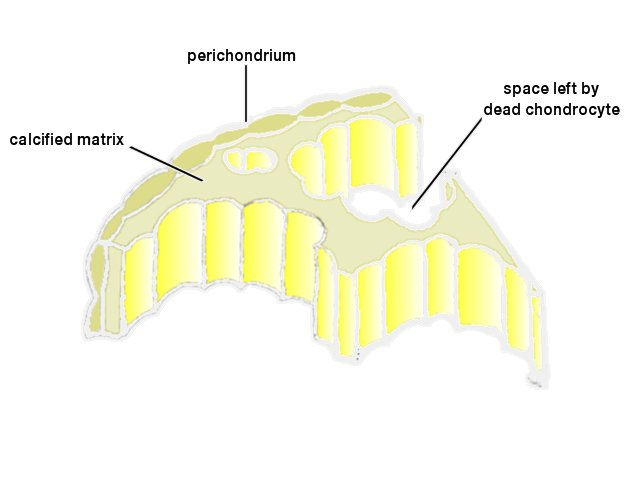 perichondrium
space left by
dead chondrocyte
calcified matrix